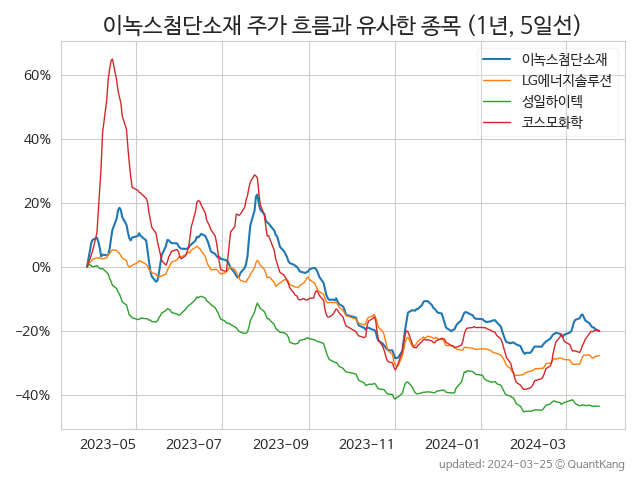 이녹스첨단소재 주가 흐름과 유사한 종목 (1년, 5일선)
이녹스첨단소재
LG에너지솔루션
성일하이텍
코스모화학
60%
40%
20%
0%
−20%
−40%
2023-05
2023-07
2023-09
2023-11
2024-01
2024-03
updated: 2024-03-25 © QuantKang